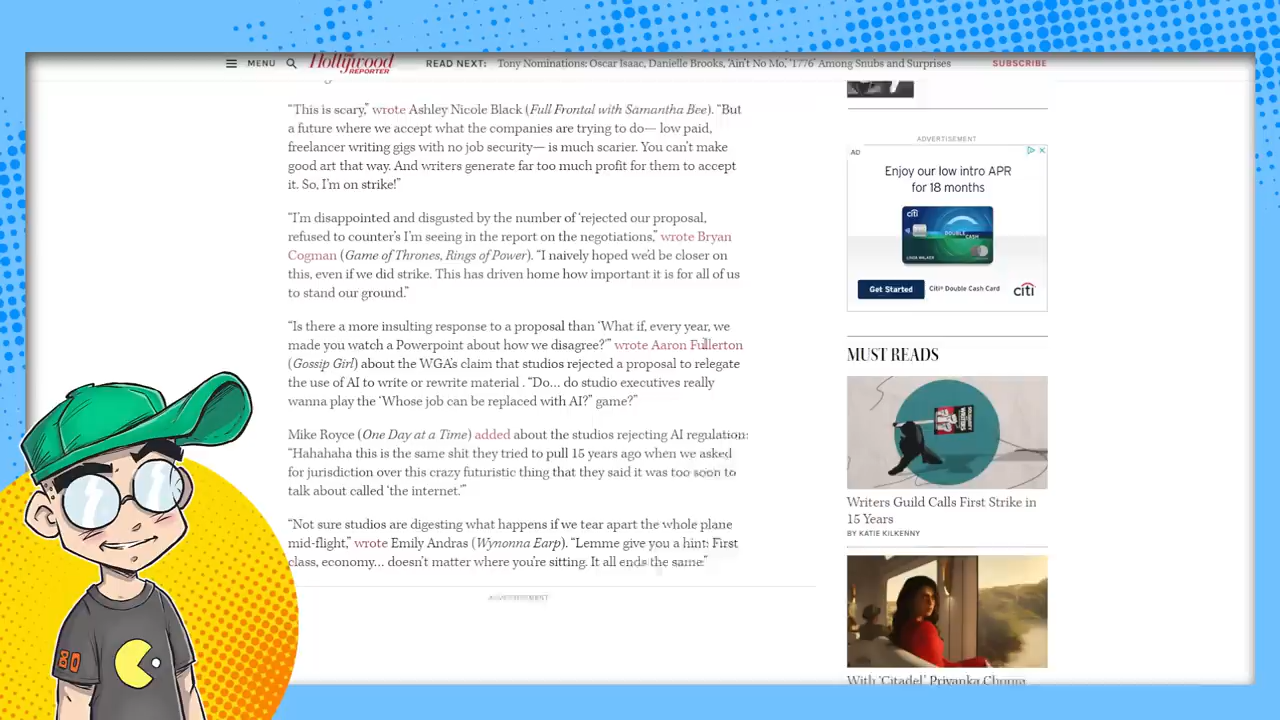 MENU
The Hollywood REPORTER
READ NEXT: Tony Nominations: Oscar Isaac, Danielle Brooks, ‘Ain’t No Mo,’ ‘1776’ Among Snubs and Surprises
SUBSCRIBE
“This is scary,” wrote Ashley Nicole Black (Full Frontal with Samantha Bee). “But
a future where we accept what the companies are trying to do— low paid,
freelancer writing gigs with no job security— is much scarier. You can’t make
good art that way. And writers generate far too much profit for them to accept
it. So, I’m on strike!”
“I’m disappointed and disgusted by the number of ‘rejected our proposal,
refused to counter’s I’m seeing in the report on the negotiations,” wrote Bryan
Cogman (Game of Thrones, Rings of Power). “I naively hoped we’d be closer on
this, even if we did strike. This has driven home how important it is for all of us
to stand our ground.”
“Is there a more insulting response to a proposal than ‘What if, every year, we
made you watch a Powerpoint about how we disagree?’” wrote Aaron Fullerton
(Gossip Girl) about the WGA’s claim that studios rejected a proposal to relegate
the use of AI to write or rewrite material . “Do… do studio executives really
wanna play the ‘Whose job can be replaced with AI?” game?”
Mike Royce (One Day at a Time) added about the studios rejecting AI regulation:
“Hahahaha this is the same shit they tried to pull 15 years ago when we asked
for jurisdiction over this crazy futuristic thing that they said it was too soon to
talk about called ‘the internet.’”
“Not sure studios are digesting what happens if we tear apart the whole plane
mid-flight,” wrote Emily Andras (Wynonna Earp). “Lemme give you a hint: First
class, economy… doesn’t matter where you’re sitting. It all ends the same.”
ADVERTISEMENT
ADVERTISEMENT
AD
Enjoy our low intro APR
for 18 months
citi
DOUBLE CASH
LINDA WALKER
Get Started
Citi® Double Cash Card
citi
MUST READS
Writers Guild Calls First Strike in
15 Years
BY KATIE KILKENNY
With ‘Citadel’ Priyanka Chopra
80